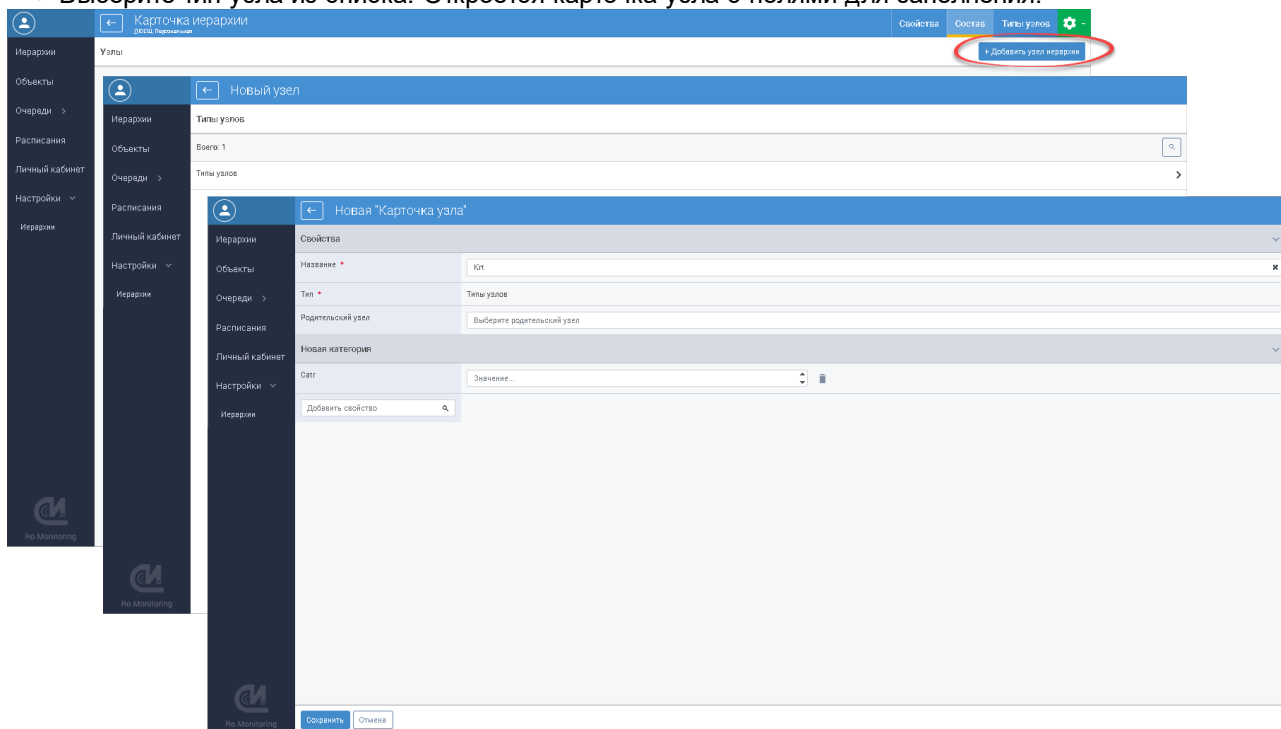 Выберите тип узла из списка. Откроется карточка узла с полями для заполнения.
Карточка иерархии
Персональная
Свойства Состав Типы узлов
Иерархии
Объекты
Очереди >
Расписания
Личный кабинет
Настройки
Иерархии
Ro.Monitoring
Узлы
+ Добавить узел иерархии
Новый узел
Иерархии
Объекты
Очереди >
Расписания
Личный кабинет
Настройки
Иерархии
Ro.Monitoring
Типы узлов
Всего: 1
Типы узлов
Новая "Карточка узла"
Иерархии
Объекты
Очереди >
Расписания
Личный кабинет
Настройки
Иерархии
Ro.Monitoring
Свойства
Название * Krt
Тип * Типы узлов
Родительский узел Выберите родительский узел
Новая категория
Catr Значение...
Добавить свойство
Сохранить Отмена